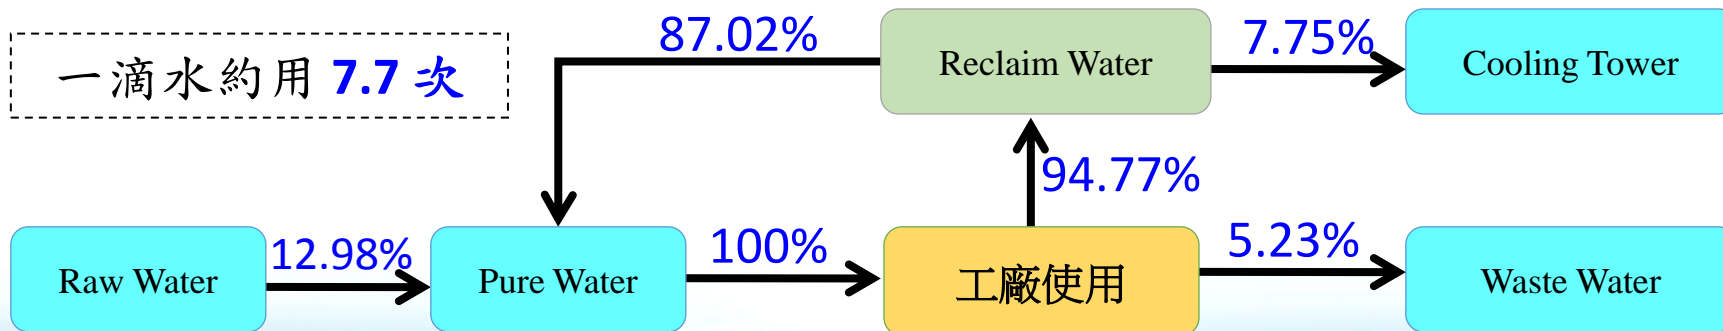 87.02%
Reclaim Water
7.75%
Cooling Tower
一滴水約用 7.7 次
94.77%
Raw Water
12.98%
Pure Water
100%
工廠使用
5.23%
Waste Water